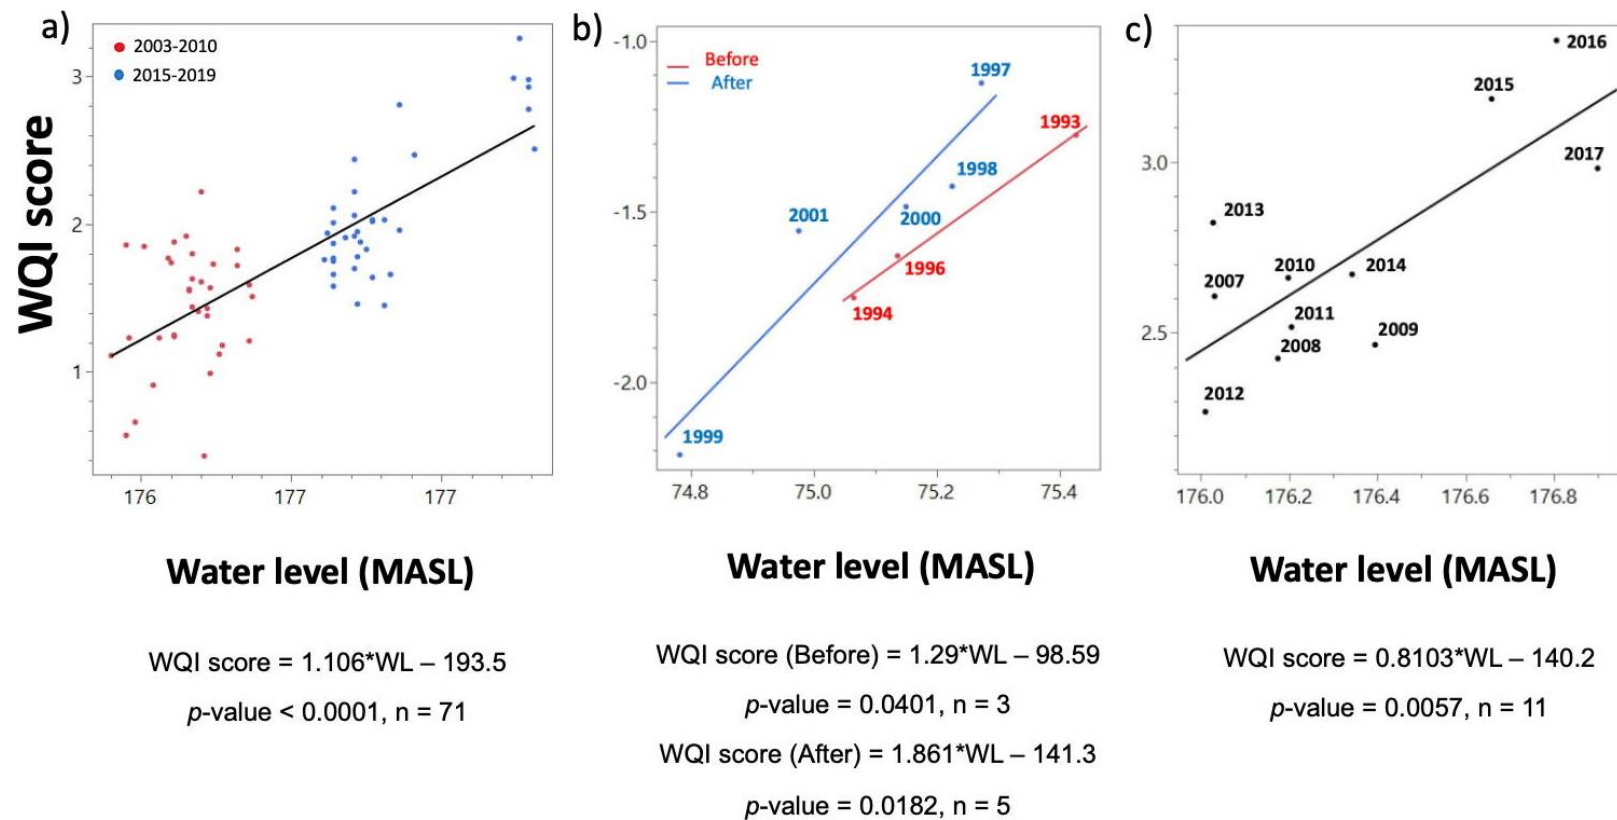 a)
WQI score
2003-2010
2015-2019
3
2
1
176
177
177
Water level (MASL)
WQI score = 1.106*WL – 193.5
p-value < 0.0001, n = 71
b)
Before
After
-1.0
-1.5
-2.0
1997
1993
1998
2001
2000
1996
1994
1999
74.8
75.0
75.2
75.4
Water level (MASL)
WQI score (Before) = 1.29*WL – 98.59
p-value = 0.0401, n = 3
WQI score (After) = 1.861*WL – 141.3
p-value = 0.0182, n = 5
c)
3.0
2.5
2016
2015
2017
2013
2010
2014
2007
2011
2009
2008
2012
176.0
176.2
176.4
176.6
176.8
Water level (MASL)
WQI score = 0.8103*WL – 140.2
p-value = 0.0057, n = 11